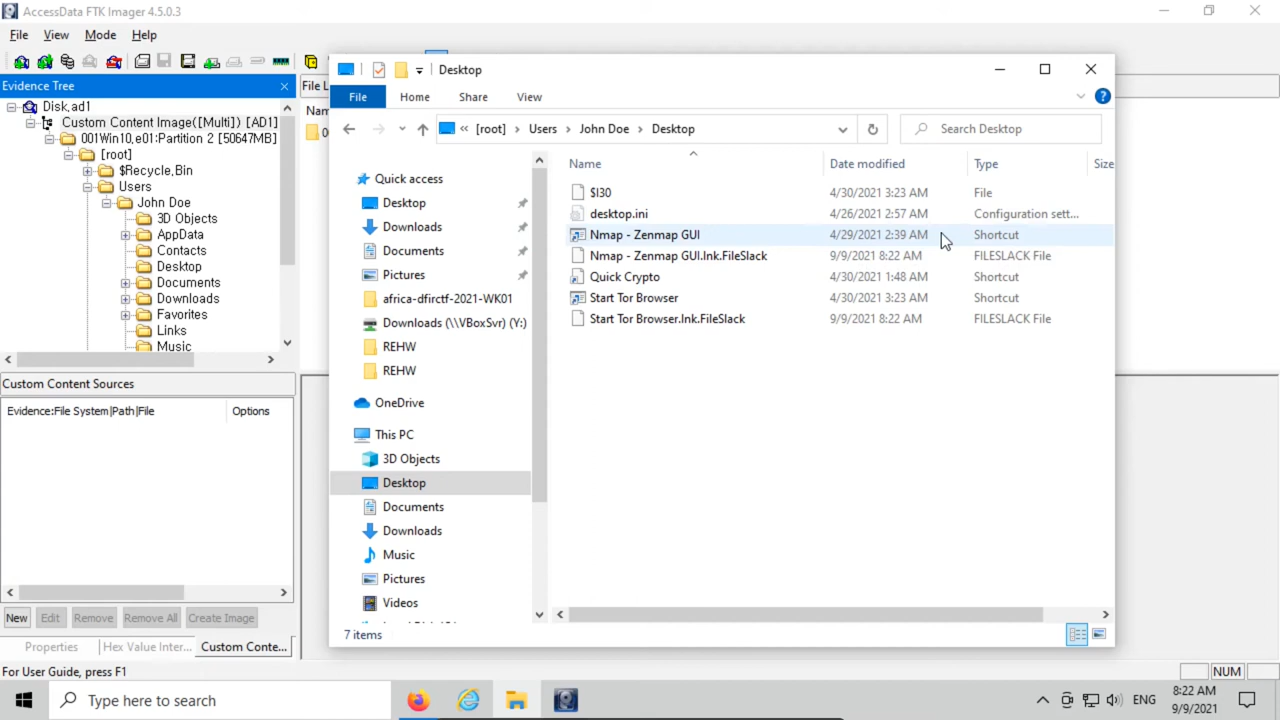 AccessData FTK Imager 4.5.0.3
File View Mode Help
Evidence Tree
File L
Nam
Disk,ad1
Custom Content Image([Multi]) [AD1]
001Win10,e01:Partition 2 [50647MB]
[root]
$Recycle,Bin
Users
John Doe
3D Objects
AppData
Contacts
Desktop
Documents
Downloads
Favorites
Links
Music
Custom Content Sources
Evidence:File System|Path|File Options
New Edit Remove Remove All Create Image
Properties Hex Value Inter... Custom Conte...
For User Guide, press F1
NUM
Desktop
File Home Share View
« [root] › Users › John Doe › Desktop
Search Desktop
Quick access
Desktop
Downloads
Documents
Pictures
africa-dfirctf-2021-WK01
Downloads (\\VBoxSvr) (Y:)
REHW
REHW
OneDrive
This PC
3D Objects
Desktop
Documents
Downloads
Music
Pictures
Videos
Name Date modified Type Size
$I30 4/30/2021 3:23 AM File
desktop.ini 4/26/2021 2:57 AM Configuration sett...
Nmap - Zenmap GUI 4/29/2021 2:39 AM Shortcut
Nmap - Zenmap GUI.lnk.FileSlack 9/9/2021 8:22 AM FILESLACK File
Quick Crypto 4/30/2021 1:48 AM Shortcut
Start Tor Browser 4/30/2021 3:23 AM Shortcut
Start Tor Browser.lnk.FileSlack 9/9/2021 8:22 AM FILESLACK File
7 items
Type here to search
ENG
8:22 AM
9/9/2021